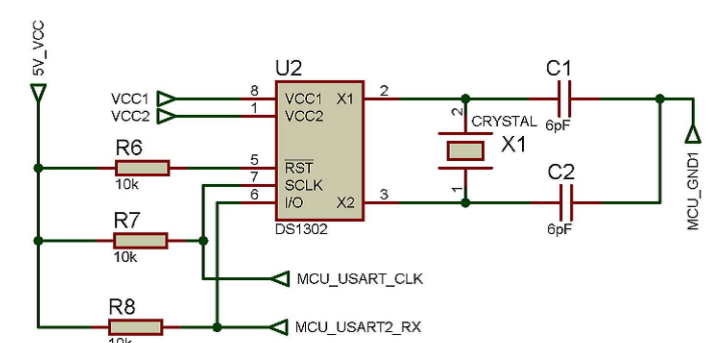 5V_VCC
U2
C1
VCC1
8
VCC1
X1
2
VCC2
1
VCC2
2
CRYSTAL
6pF
X1
R6
10k
5
RST
7
SCLK
6
I/O
X2
3
1
C2
6pF
DS1302
MCU_GND1
R7
10k
MCU_USART_CLK
R8
10k
MCU_USART2_RX